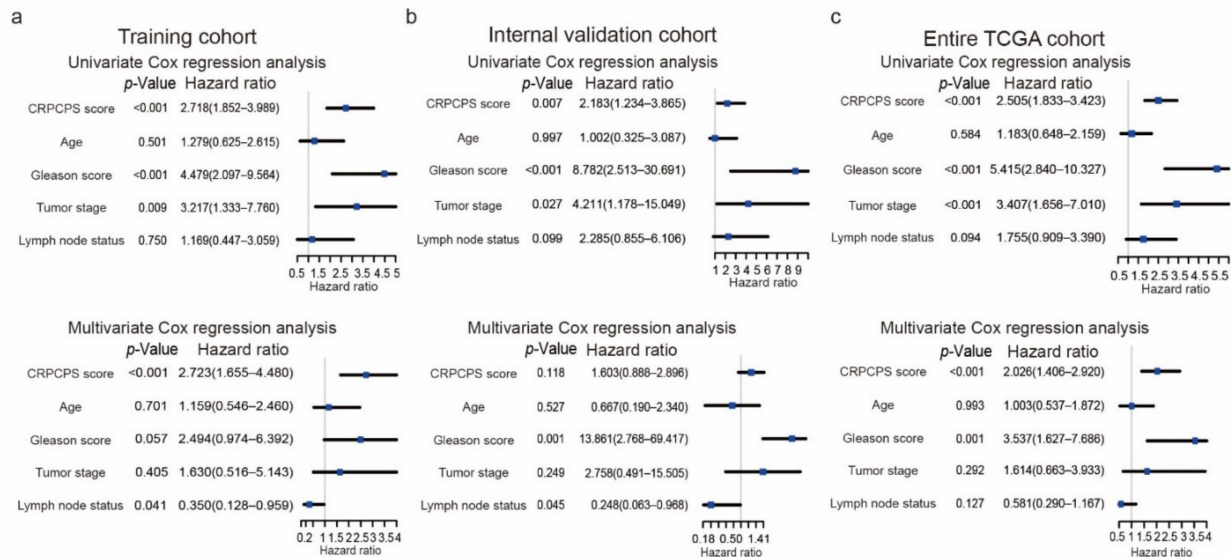 a
Training cohort
Univariate Cox regression analysis
p-Value Hazard ratio
CRPCPS score <0.001 2.718(1.852–3.989)
Age 0.501 1.279(0.625–2.615)
Gleason score <0.001 4.479(2.097–9.564)
Tumor stage 0.009 3.217(1.333–7.760)
Lymph node status 0.750 1.169(0.447–3.059)
0.5 1.5 2.5 3.5 4.5 5
Hazard ratio
Multivariate Cox regression analysis
p-Value Hazard ratio
CRPCPS score <0.001 2.723(1.655–4.480)
Age 0.701 1.159(0.546–2.460)
Gleason score 0.057 2.494(0.974–6.392)
Tumor stage 0.405 1.630(0.516–5.143)
Lymph node status 0.041 0.350(0.128–0.959)
0.2 1 2 3 4
Hazard ratio
b
Internal validation cohort
Univariate Cox regression analysis
p-Value Hazard ratio
CRPCPS score 0.007 2.183(1.234–3.865)
Age 0.997 1.002(0.325–3.087)
Gleason score <0.001 8.782(2.513–30.691)
Tumor stage 0.027 4.211(1.178–15.049)
Lymph node status 0.099 2.285(0.855–6.106)
1 2 3 4 5 6 7 8 9
Hazard ratio
Multivariate Cox regression analysis
p-Value Hazard ratio
CRPCPS score 0.118 1.603(0.888–2.896)
Age 0.527 0.667(0.190–2.340)
Gleason score 0.001 13.861(2.768–69.417)
Tumor stage 0.249 2.758(0.491–15.505)
Lymph node status 0.045 0.248(0.063–0.968)
0.18 0.50 1.41
Hazard ratio
c
Entire TCGA cohort
Univariate Cox regression analysis
p-Value Hazard ratio
CRPCPS score <0.001 2.505(1.833–3.423)
Age 0.584 1.183(0.648–2.159)
Gleason score <0.001 5.415(2.840–10.327)
Tumor stage <0.001 3.407(1.656–7.010)
Lymph node status 0.094 1.755(0.909–3.390)
0.5 1.5 2.5 3.5 4.5 5.5
Hazard ratio
Multivariate Cox regression analysis
p-Value Hazard ratio
CRPCPS score <0.001 2.026(1.406–2.920)
Age 0.993 1.003(0.537–1.872)
Gleason score 0.001 3.537(1.627–7.686)
Tumor stage 0.292 1.614(0.663–3.933)
Lymph node status 0.127 0.581(0.290–1.167)
0.5 1 1.5 2 2.5 3 3.5 4
Hazard ratio